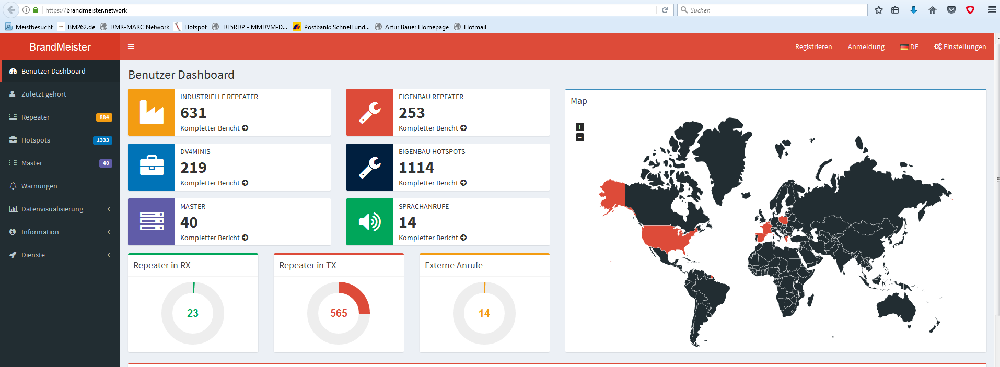 https://brandmeister.network
Suchen
Meistbesucht BM262.de DMR-MARC Network Hotspot DL5RDP - MMDVM-D... Postbank: Schnell und... Artur Bauer Homepage Hotmail
BrandMeister
Registrieren Anmeldung DE Einstellungen
Benutzer Dashboard
Zuletzt gehört
Repeater 884
Hotspots 1333
Master 40
Warnungen
Datenvisualisierung
Information
Dienste
Benutzer Dashboard
INDUSTRIELLE REPEATER
631
Kompletter Bericht
EIGENBAU REPEATER
253
Kompletter Bericht
DV4MINIS
219
Kompletter Bericht
EIGENBAU HOTSPOTS
1114
Kompletter Bericht
MASTER
40
Kompletter Bericht
SPRACHANRUFE
14
Kompletter Bericht
Repeater in RX
23
Repeater in TX
565
Externe Anrufe
14
Map
+
−